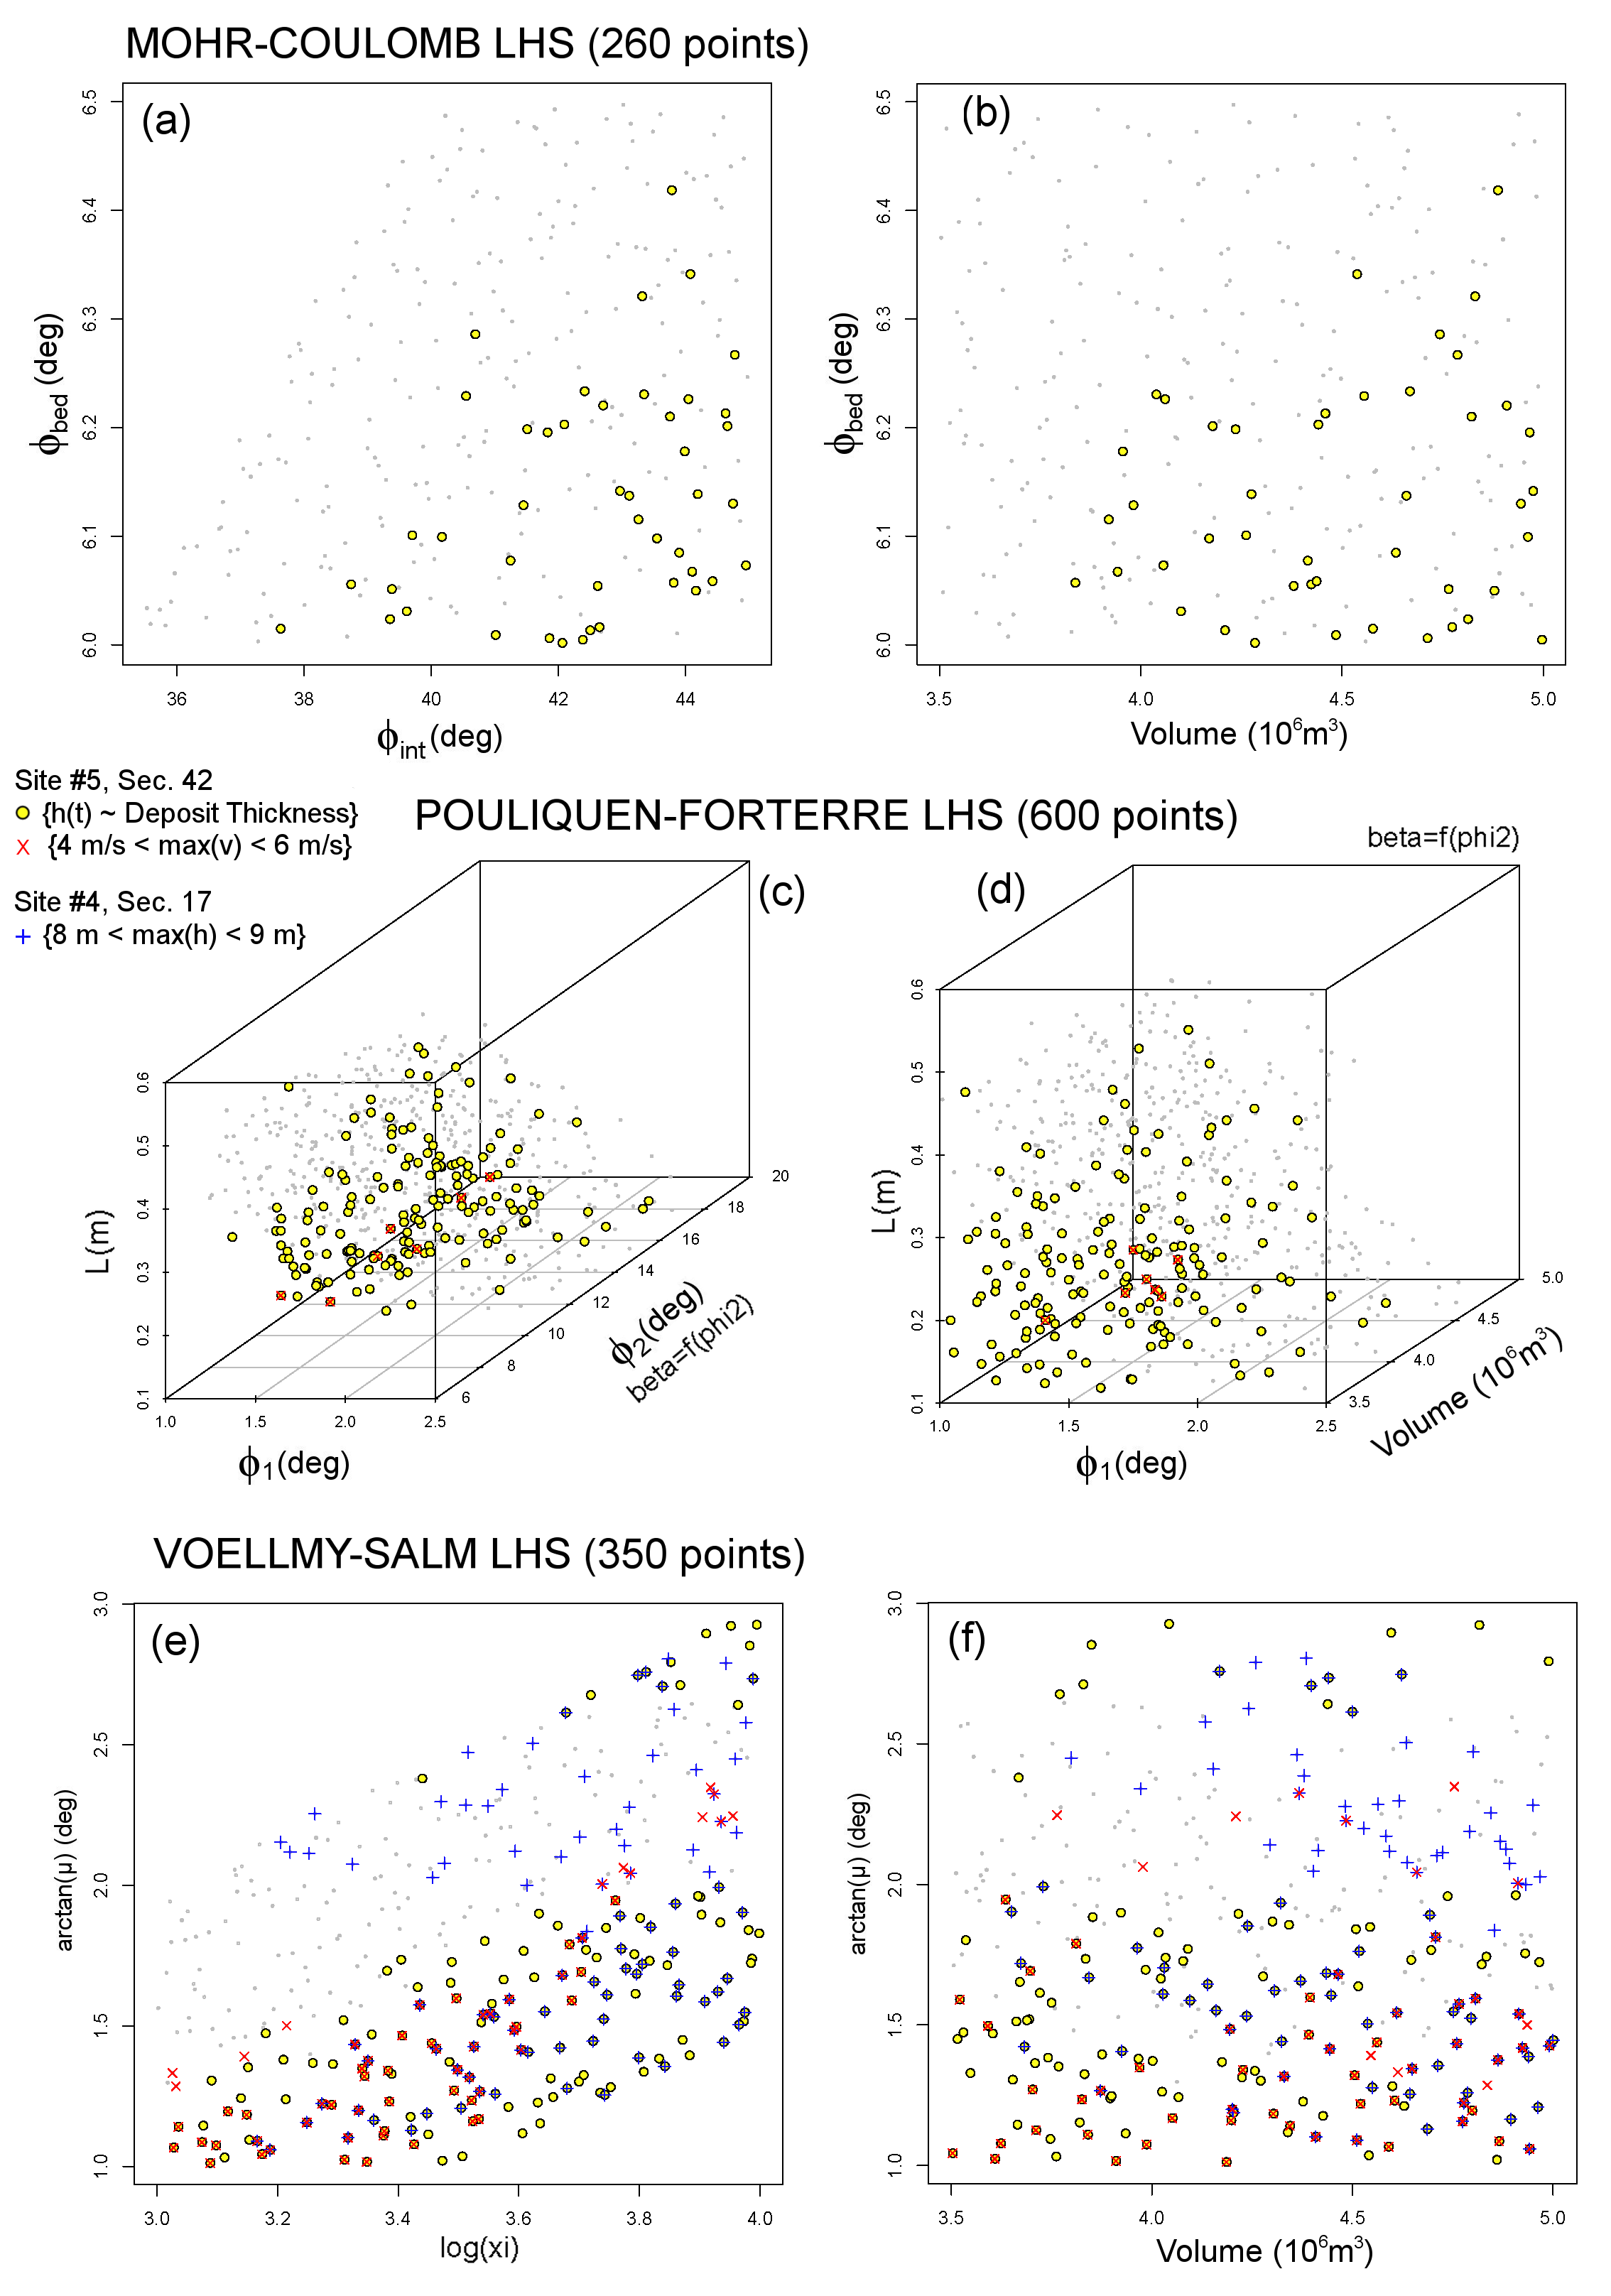 MOHR-COULOMB LHS (260 points)
(a)
6.5
6.4
6.3
6.2
6.1
6.0
ϕbed (deg)
36 38 40 42 44
ϕint (deg)
(b)
6.5
6.4
6.3
6.2
6.1
6.0
ϕbed (deg)
3.5 4.0 4.5 5.0
Volume (10⁶m³)
Site #5, Sec. 42
{h(t) ~ Deposit Thickness}
{4 m/s < max(v) < 6 m/s}
Site #4, Sec. 17
{8 m < max(h) < 9 m}
POULIQUEN-FORTERRE LHS (600 points)
(c)
0.6
0.5
0.4
0.3
0.2
0.1
L(m)
1.0 1.5 2.0 2.5
ϕ1(deg)
20
18
16
14
12
10
8
6
ϕ2(deg)
beta=f(phi2)
beta=f(phi2)
(d)
0.6
0.5
0.4
0.3
0.2
0.1
L(m)
1.0 1.5 2.0 2.5
ϕ1(deg)
5.0
4.5
4.0
3.5
Volume (10⁶m³)
VOELLMY-SALM LHS (350 points)
(e)
3.0
2.5
2.0
1.5
1.0
arctan(μ) (deg)
3.0 3.2 3.4 3.6 3.8 4.0
log(xi)
(f)
3.0
2.5
2.0
1.5
1.0
arctan(μ) (deg)
3.5 4.0 4.5 5.0
Volume (10⁶m³)